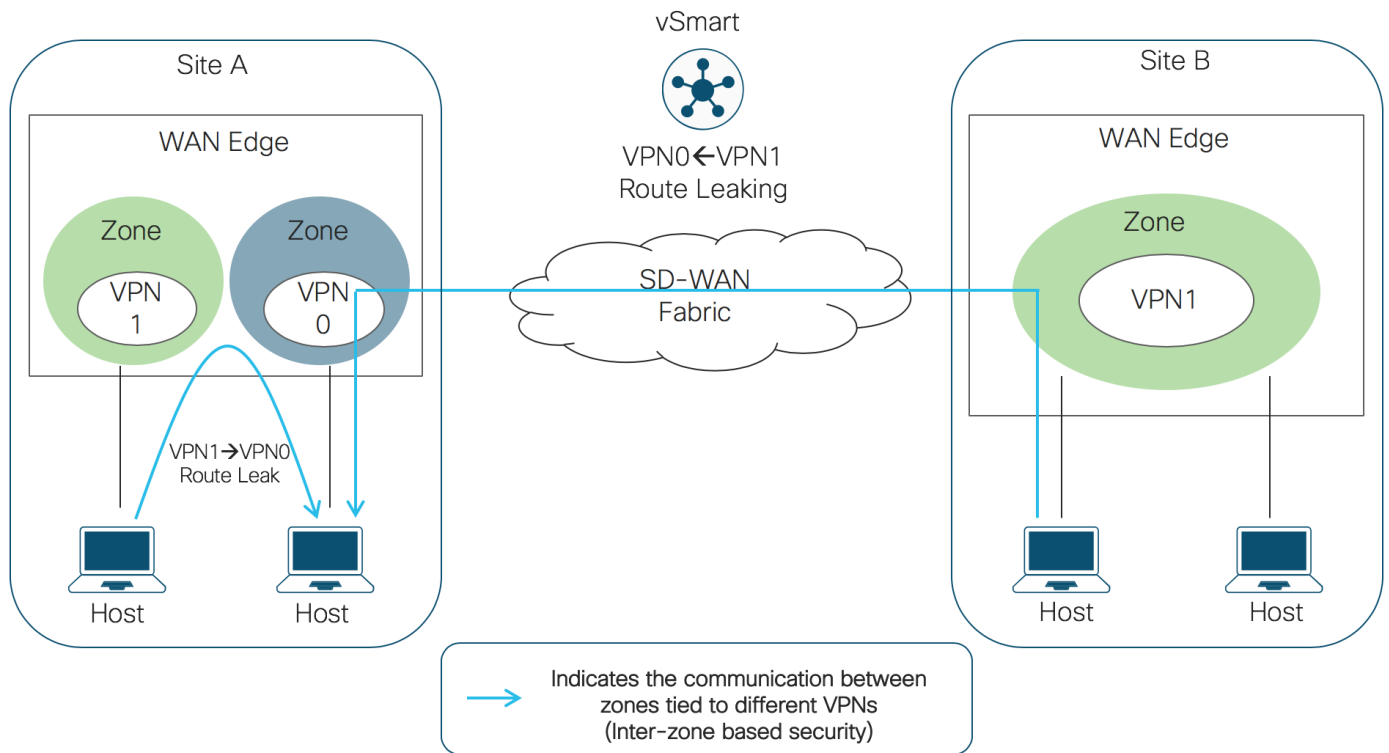 vSmart
VPN0←VPN1
Route Leaking
Site A
WAN Edge
Zone
VPN
1
Zone
VPN
0
VPN1→VPN0
Route Leak
Host
Host
SD-WAN
Fabric
Site B
WAN Edge
Zone
VPN1
Host
Host
Indicates the communication between
zones tied to different VPNs
(Inter-zone based security)